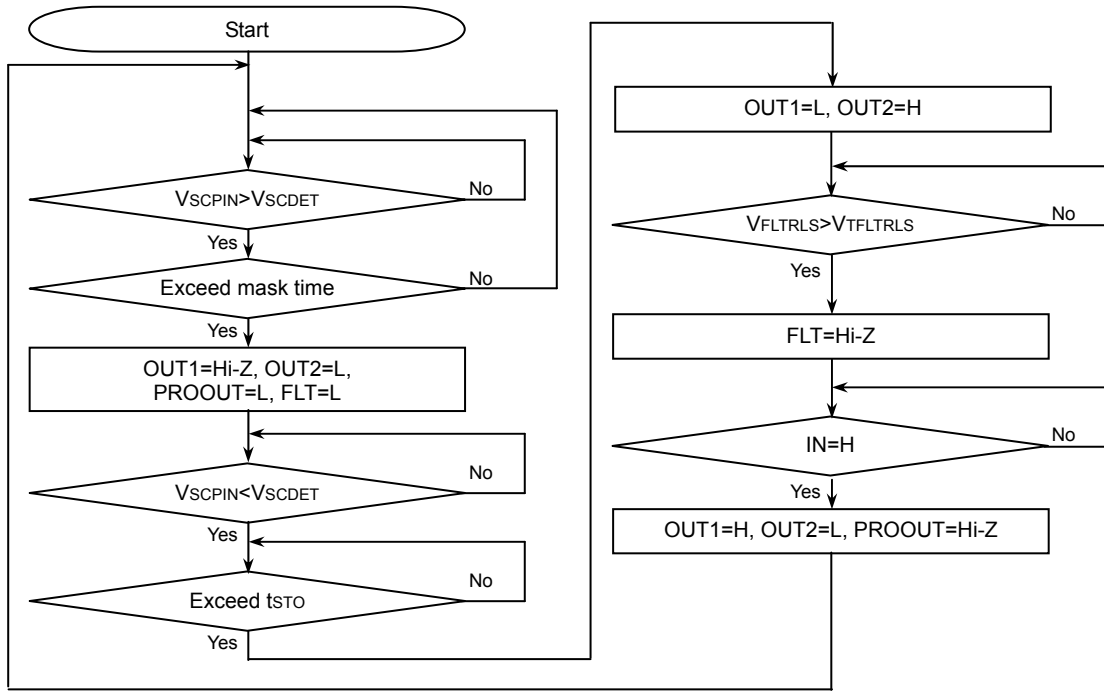 Start
VSCPIN>VSCDET
No
Yes
Exceed mask time
No
Yes
OUT1=Hi-Z, OUT2=L,
PROOUT=L, FLT=L
VSCPIN<VSCDET
No
Yes
Exceed tSTO
No
Yes
OUT1=L, OUT2=H
VFLTRLS>VTFLTRLS
No
Yes
FLT=Hi-Z
IN=H
No
Yes
OUT1=H, OUT2=L, PROOUT=Hi-Z